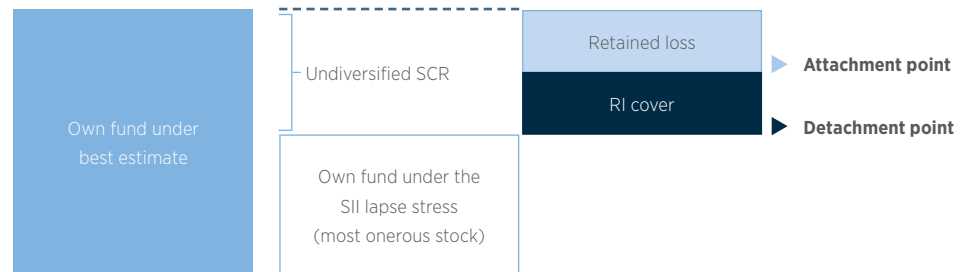 Own fund under
best estimate
Undiversified SCR
Own fund under the
SII lapse stress
(most onerous stock)
Retained loss
RI cover
Attachment point
Detachment point